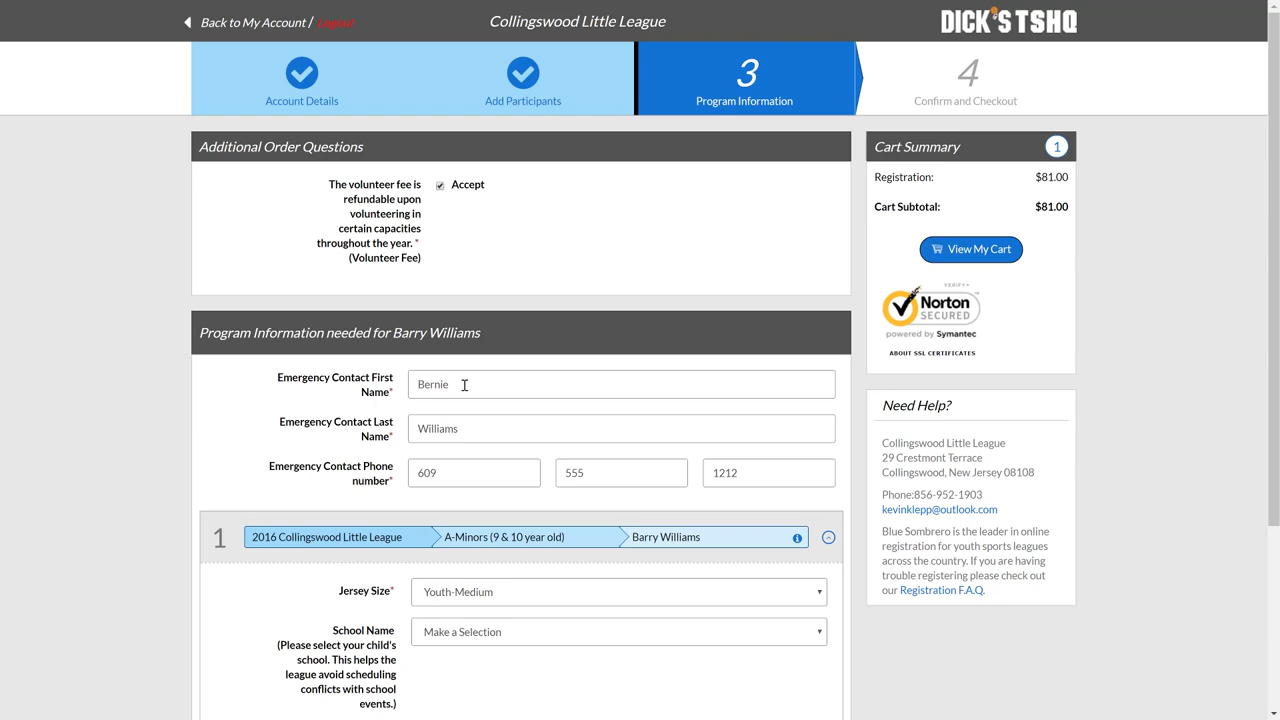 Back to My Account / Logout
Collingswood Little League
DICK'S TSHQ
Account Details
Add Participants
3
Program Information
4
Confirm and Checkout
Additional Order Questions
The volunteer fee is
refundable upon
volunteering in
certain capacities
throughout the year. *
(Volunteer Fee)
Accept
Program Information needed for Barry Williams
Emergency Contact First
Name*
Bernie
Emergency Contact Last
Name*
Williams
Emergency Contact Phone
number*
609
555
1212
1
2016 Collingswood Little League
A-Minors (9 & 10 year old)
Barry Williams
Jersey Size*
Youth-Medium
School Name
(Please select your child's
school. This helps the
league avoid scheduling
conflicts with school
events.)
Make a Selection
Cart Summary
1
Registration: $81.00
Cart Subtotal: $81.00
View My Cart
VERIFY
Norton
SECURED
powered by Symantec
ABOUT SSL CERTIFICATES
Need Help?
Collingswood Little League
29 Crestmont Terrace
Collingswood, New Jersey 08108
Phone:856-952-1903
kevinklepp@outlook.com
Blue Sombrero is the leader in online
registration for youth sports leagues
across the country. If you are having
trouble registering please check out
our Registration F.A.Q.